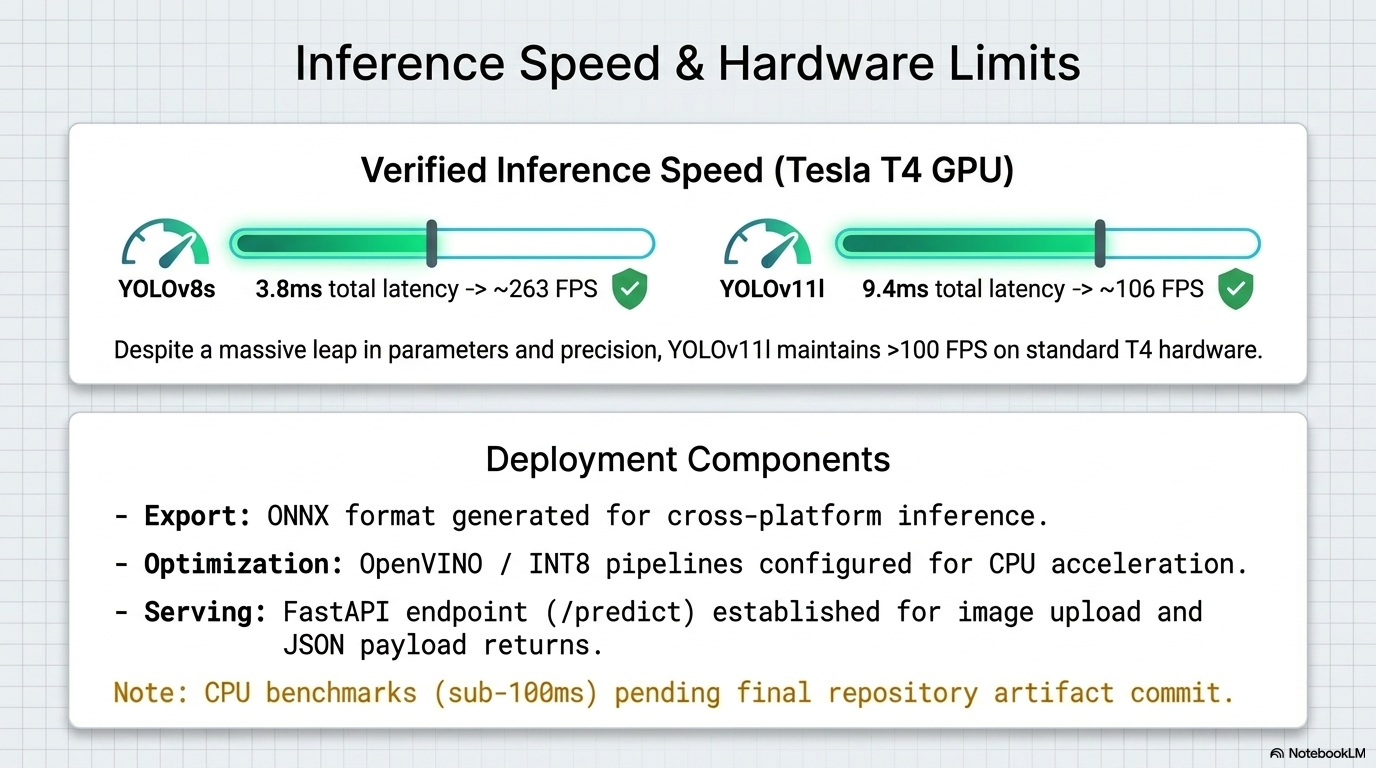 Inference Speed & Hardware Limits
Verified Inference Speed (Tesla T4 GPU)
YOLOv8s 3.8ms total latency -> ~263 FPS
YOLOv11l 9.4ms total latency -> ~106 FPS
Despite a massive leap in parameters and precision, YOLOv11l maintains >100 FPS on standard T4 hardware.
Deployment Components
- Export: ONNX format generated for cross-platform inference.
- Optimization: OpenVINO / INT8 pipelines configured for CPU acceleration.
- Serving: FastAPI endpoint (/predict) established for image upload and
JSON payload returns.
Note: CPU benchmarks (sub-100ms) pending final repository artifact commit.
NotebookLM